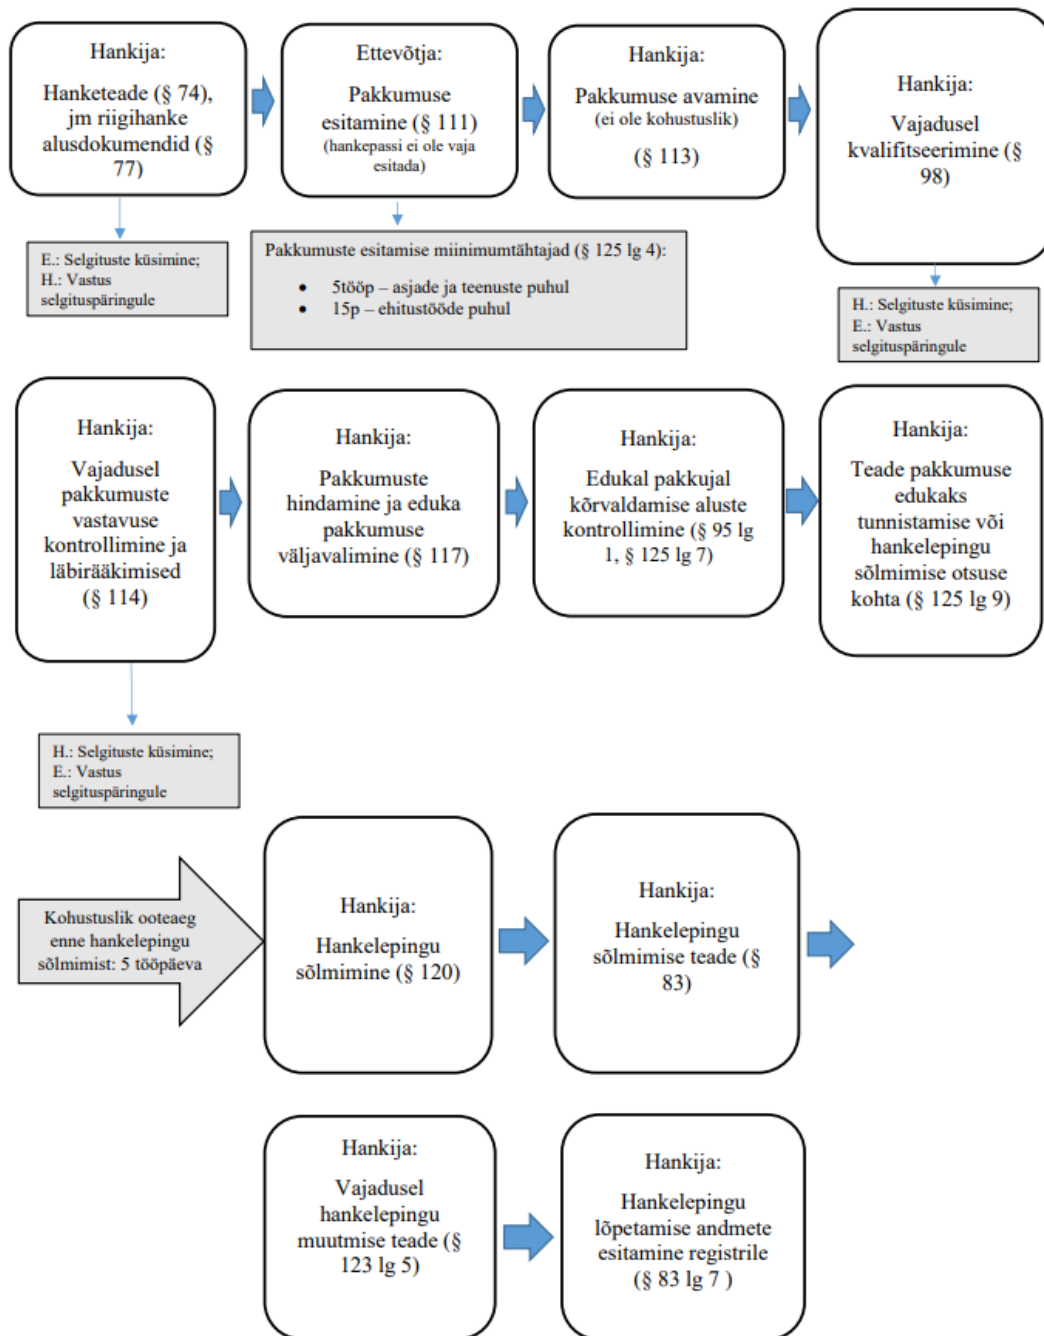 Hankija:
Hanketeade (§ 74),
jm riigihanke
alusdokumendid (§
77)
Ettevõtja:
Pakkumuse
esitamine (§ 111)
(hankepassi ei ole vaja
esitada)
Hankija:
Pakkumuse avamine
(ei ole kohustuslik)
(§ 113)
Hankija:
Vajadusel
kvalifitseerimine (§
98)
E.: Selgituste küsimine;
H.: Vastus
selgituspäringule
Pakkumuste esitamise miinimumtähtajad (§ 125 lg 4):
• 5tööp – asjade ja teenuste puhul
• 15p – ehitustööde puhul
H.: Selgituste küsimine;
E.: Vastus
selgituspäringule
Hankija:
Vajadusel
pakkumuste
vastavuse
kontrollimine ja
läbirääkimised
(§ 114)
Hankija:
Pakkumuste
hindamine ja eduka
pakkumuse
väljavalimine (§ 117)
Hankija:
Edukal pakkujal
kõrvaldamise aluste
kontrollimine (§ 95 lg
1, § 125 lg 7)
Hankija:
Teade pakkumuse
edukaks
tunnistamise või
hankelepingu
sõlmimise otsuse
kohta (§ 125 lg 9)
H.: Selgituste küsimine;
E.: Vastus
selgituspäringule
Kohustuslik ooteaeg
enne hankelepingu
sõlmimist: 5 tööpäeva
Hankija:
Hankelepingu
sõlmimine (§ 120)
Hankija:
Hankelepingu
sõlmimise teade (§
83)
Hankija:
Vajadusel
hankelepingu
muutmise teade (§
123 lg 5)
Hankija:
Hankelepingu
lõpetamise andmete
esitamine registrile
(§ 83 lg 7 )